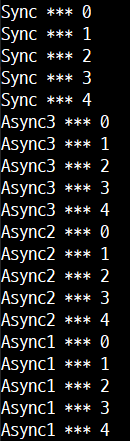 Sync *** 0
Sync *** 1
Sync *** 2
Sync *** 3
Sync *** 4
Async3 *** 0
Async3 *** 1
Async3 *** 2
Async3 *** 3
Async3 *** 4
Async2 *** 0
Async2 *** 1
Async2 *** 2
Async2 *** 3
Async2 *** 4
Async1 *** 0
Async1 *** 1
Async1 *** 2
Async1 *** 3
Async1 *** 4